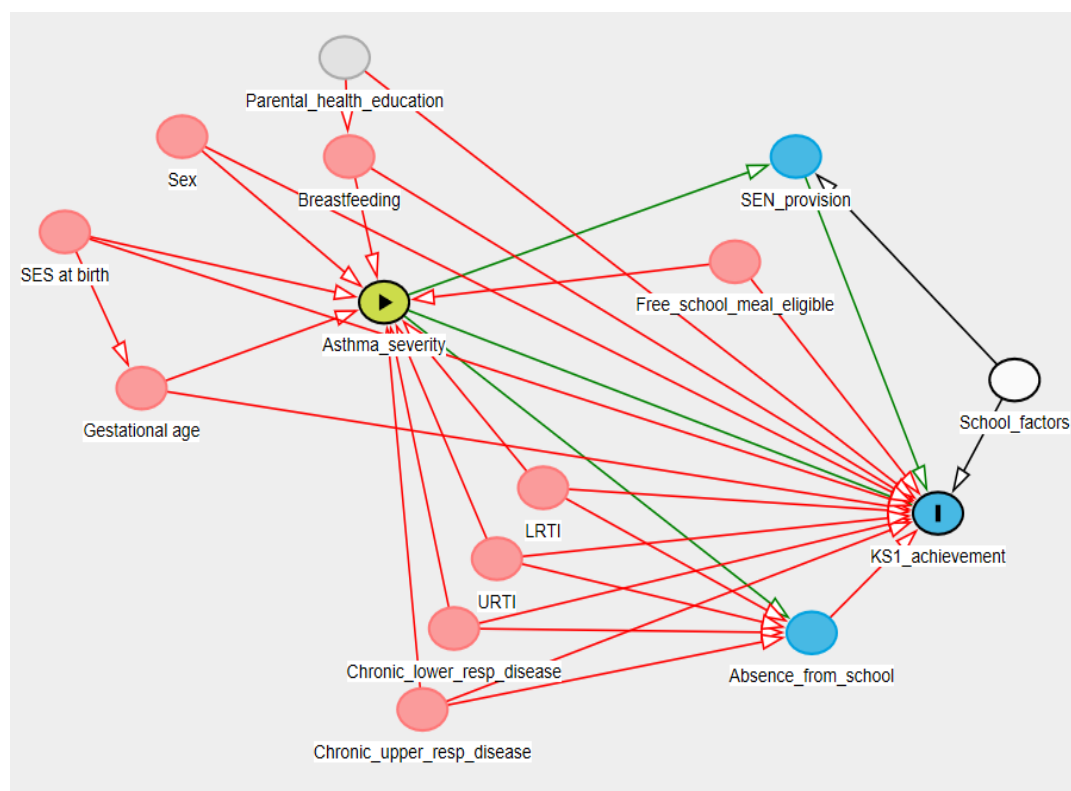 Parental_health_education
Sex
Breastfeeding
SEN_provision
SES at birth
Free_school_meal_eligible
Asthma_severity
School_factors
Gestational age
LRTI
KS1_achievement
URTI
Chronic_lower_resp_disease
Absence_from_school
Chronic_upper_resp_disease